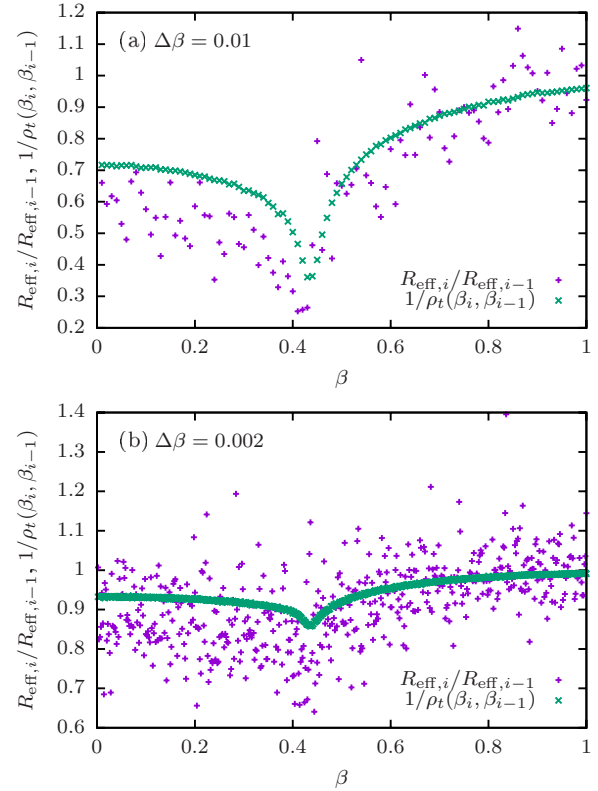 1.2
(a) Δβ = 0.01
1.1
1
0.9
0.8
0.7
0.6
0.5
0.4
0.3
0.2
R_eff,i/R_eff,i−1, 1/ρ_t(β_i, β_i−1)
R_eff,i/R_eff,i−1
1/ρ_t(β_i, β_i−1)
0 0.2 0.4 0.6 0.8 1
β
1.4
(b) Δβ = 0.002
1.3
1.2
1.1
1
0.9
0.8
0.7
0.6
R_eff,i/R_eff,i−1, 1/ρ_t(β_i, β_i−1)
R_eff,i/R_eff,i−1
1/ρ_t(β_i, β_i−1)
0 0.2 0.4 0.6 0.8 1
β